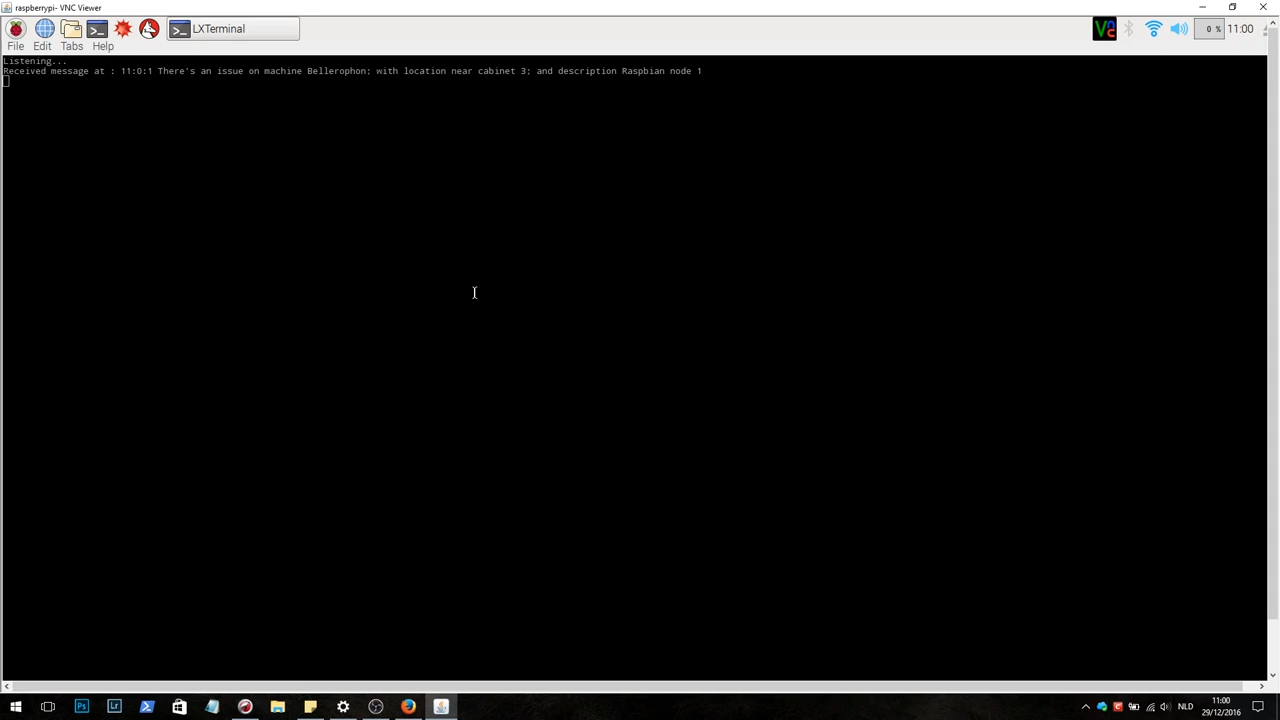 raspberrypi- VNC Viewer
LXTerminal
0 %
11:00
File Edit Tabs Help
Listening...
Received message at : 11:0:1 There's an issue on machine Bellerophon; with location near cabinet 3; and description Raspbian node 1
Ps
Lr
NLD
11:00
29/12/2016